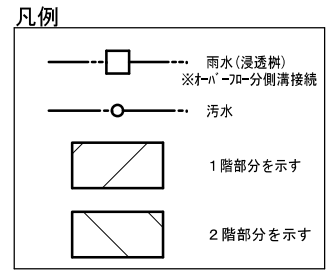 凡例
雨水(浸透桝)
※オーバーフロー分側溝接続
汚水
1階部分を示す
2階部分を示す